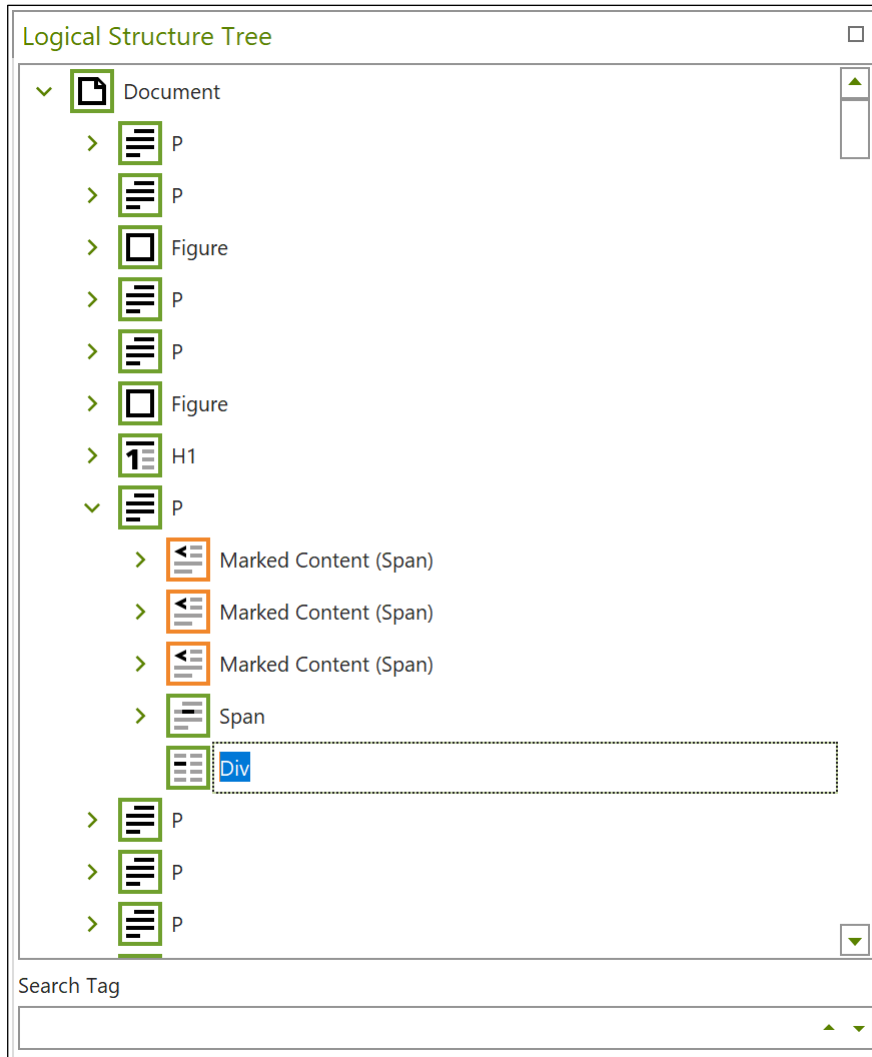 Logical Structure Tree
Document
P
P
Figure
P
P
Figure
1 H1
P
Marked Content (Span)
Marked Content (Span)
Marked Content (Span)
Span
Div
P
P
P
Search Tag